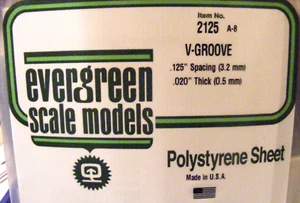 Item No.
2125 A-8
V-GROOVE
.125" Spacing (3.2 mm)
.020" Thick (0.5 mm)
evergreen
scale models
Polystyrene Sheet
Made in U.S.A.